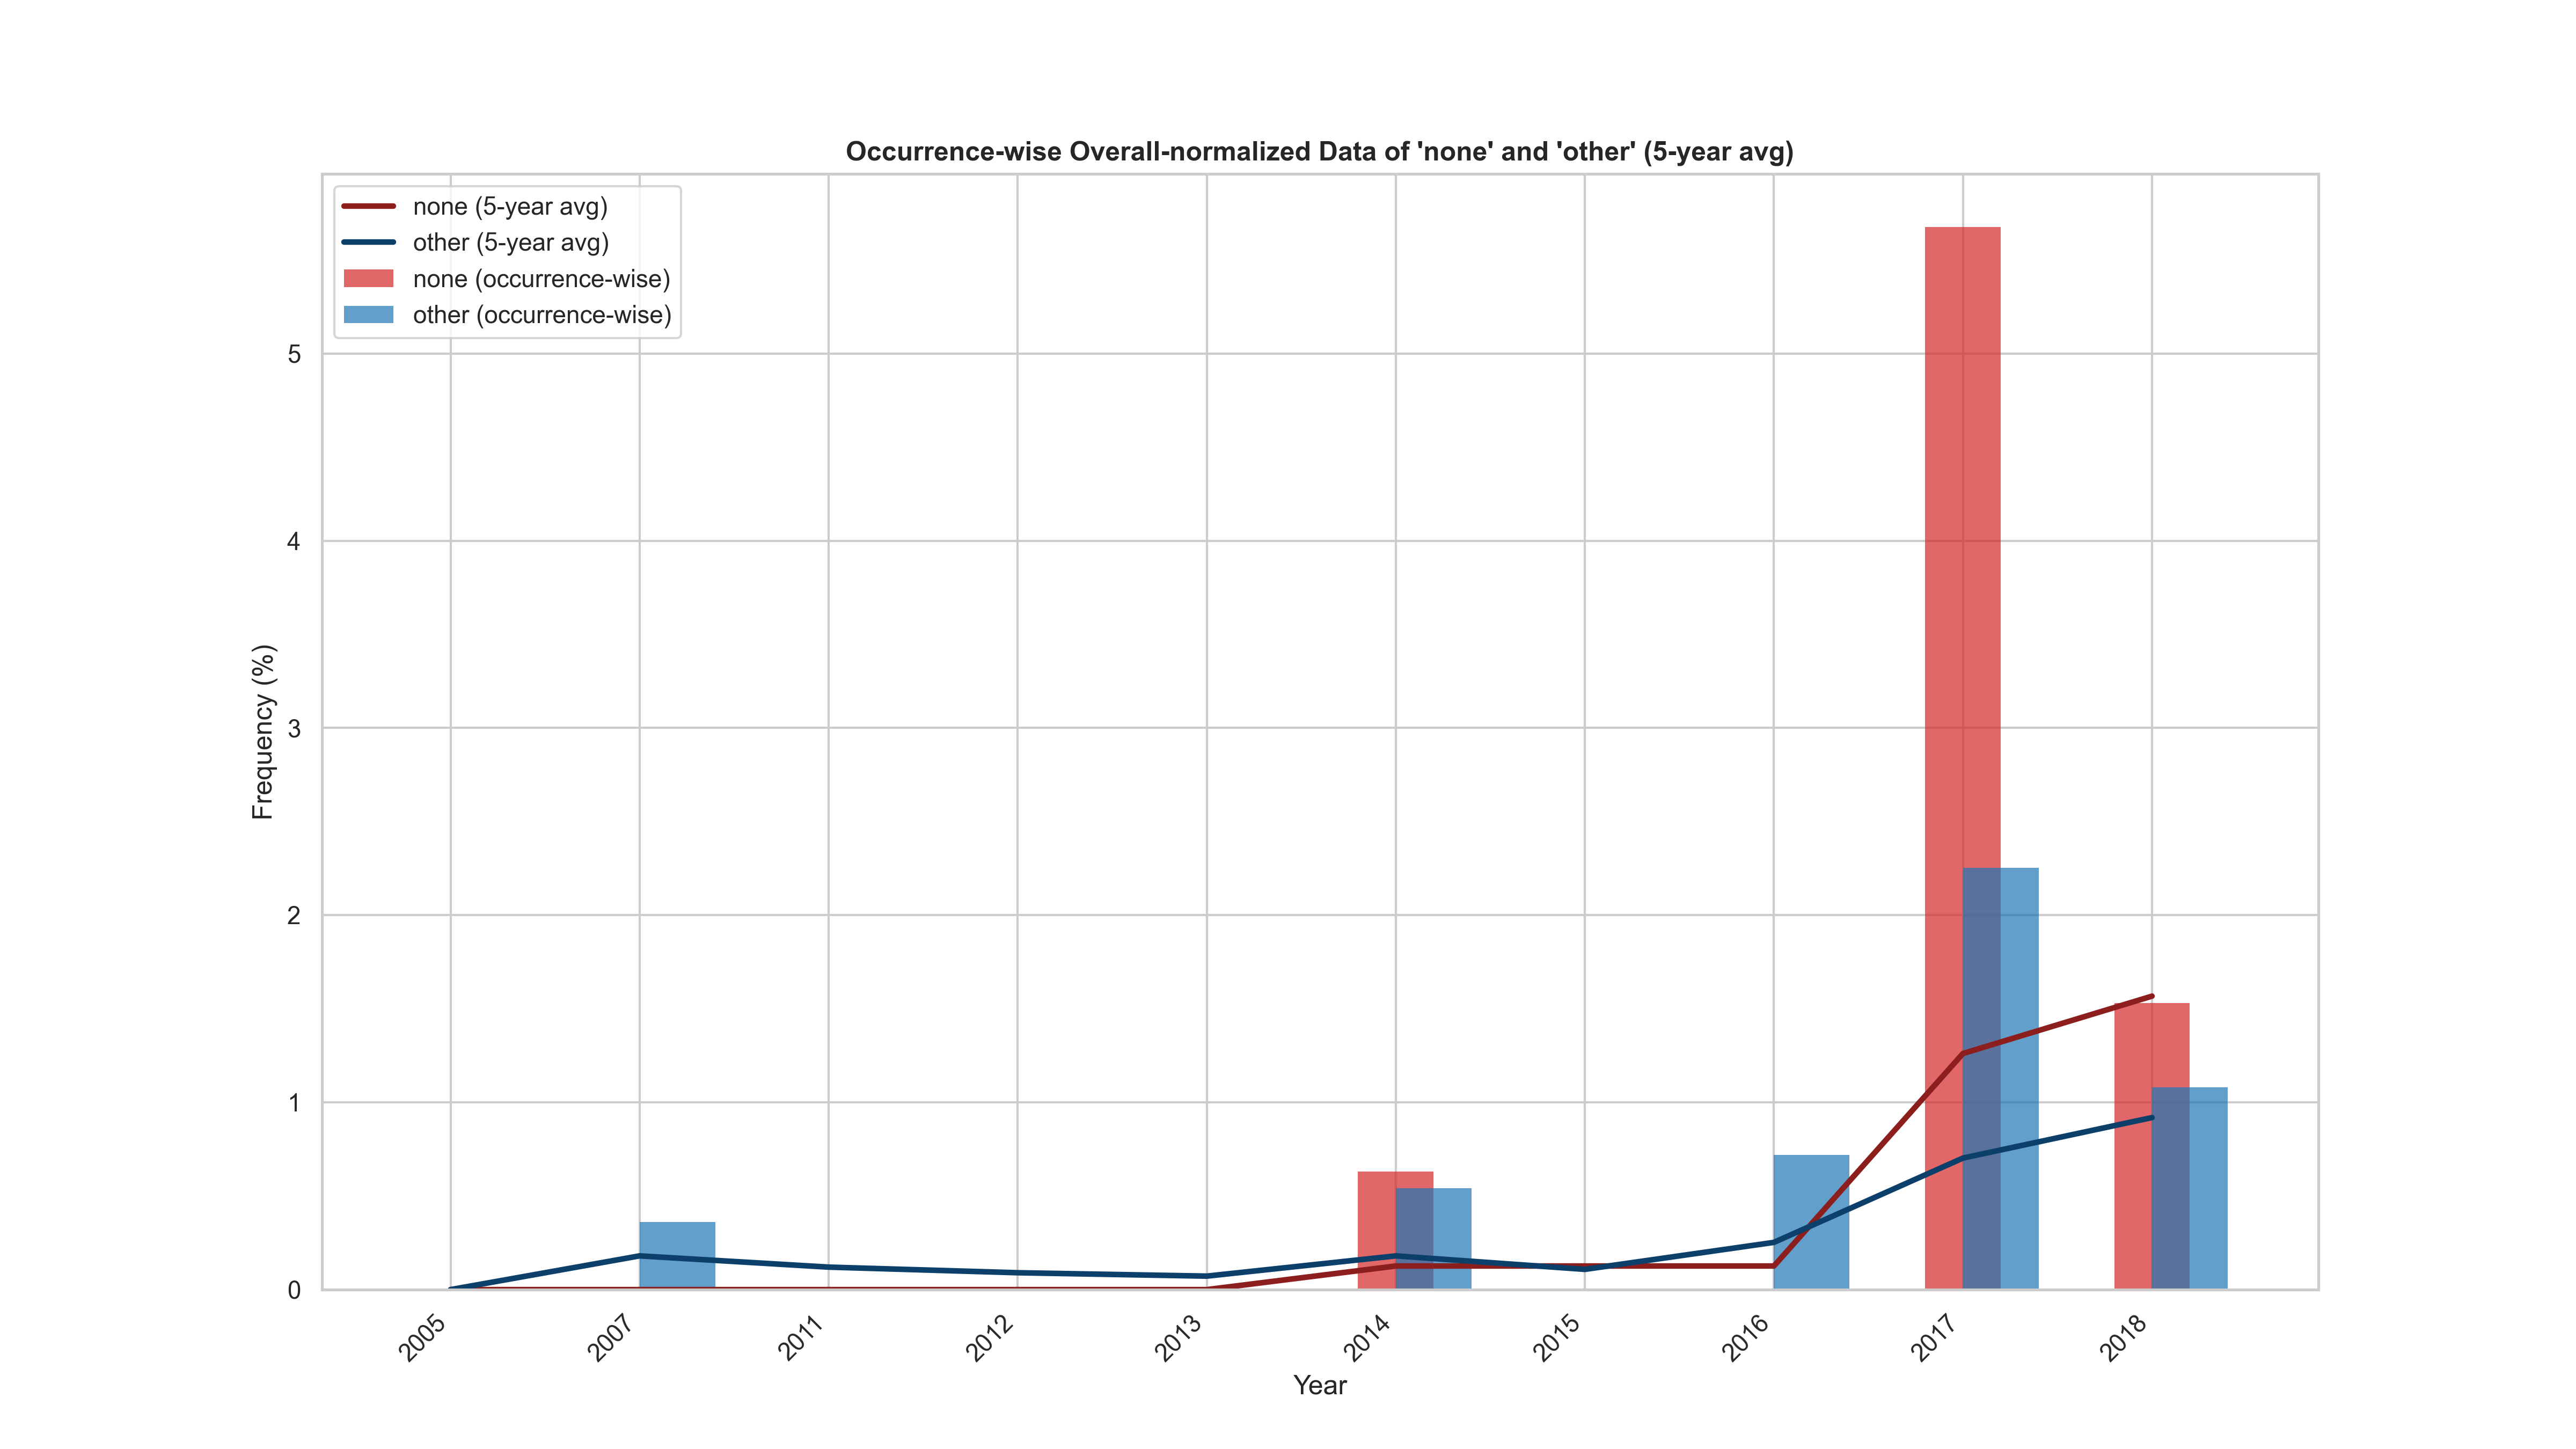 Occurrence-wise Overall-normalized Data of 'none' and 'other' (5-year avg)
none (5-year avg)
other (5-year avg)
none (occurrence-wise)
other (occurrence-wise)
Frequency (%)
5
4
3
2
1
0
2005
2007
2011
2012
2013
2014
2015
2016
2017
2018
Year